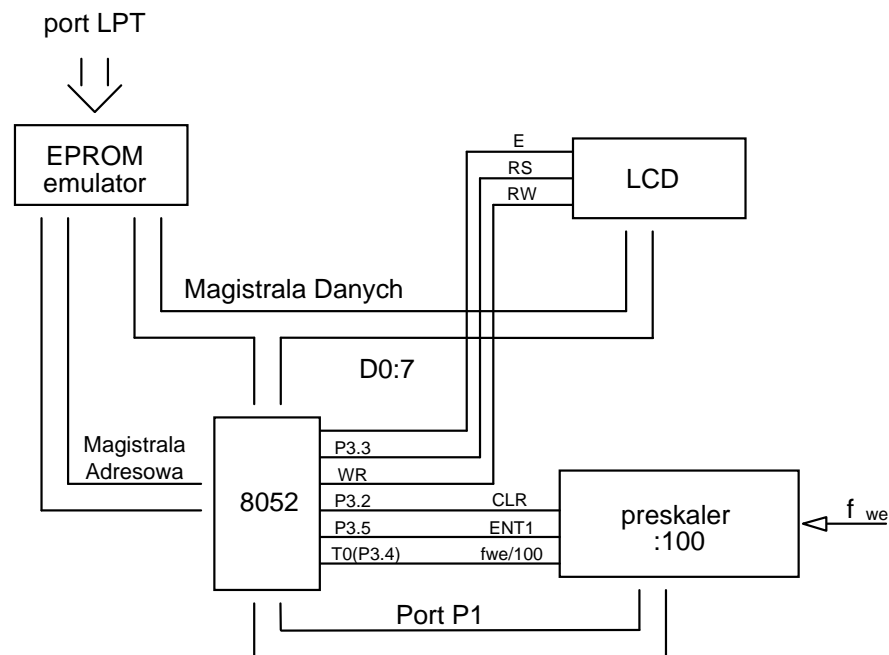 port LPT
EPROM
emulator
E
RS
RW
LCD
Magistrala Danych
D0:7
Magistrala
Adresowa
8052
P3.3
WR
P3.2
CLR
P3.5
ENT1
T0(P3.4)
fwe/100
preskaler
:100
f we
Port P1